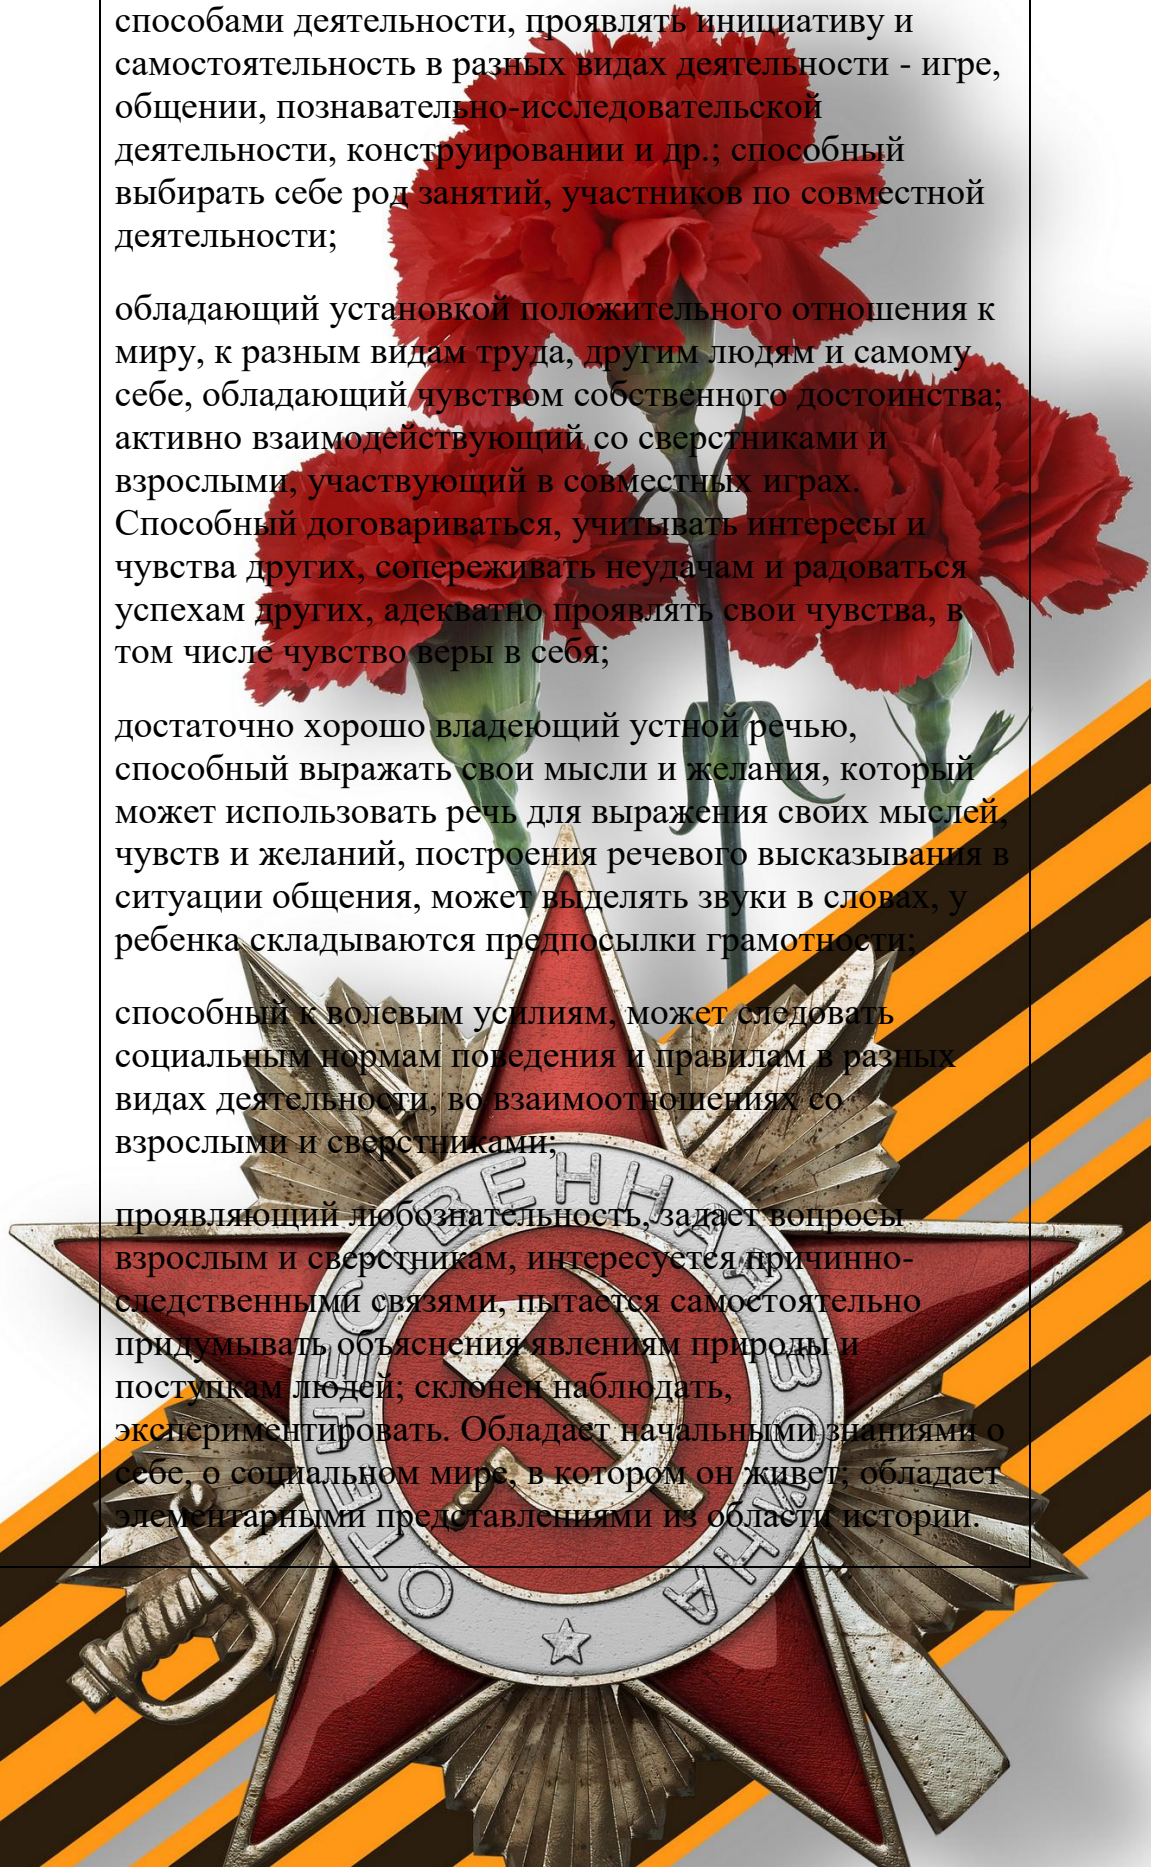 способами деятельности, проявлять инициативу и
самостоятельность в разных видах деятельности - игре,
общении, познавательно-исследовательской
деятельности, конструировании и др.; способный
выбирать себе род занятий, участников по совместной
деятельности;
обладающий установкой положительного отношения к
миру, к разным видам труда, другим людям и самому
себе, обладающий чувством собственного достоинства;
активно взаимодействующий со сверстниками и
взрослыми, участвующий в совместных играх.
Способный договариваться, учитывать интересы и
чувства других, сопереживать неудачам и радоваться
успехам других, адекватно проявлять свои чувства, в
том числе чувство веры в себя;
достаточно хорошо владеющий устной речью,
способный выражать свои мысли и желания, который
может использовать речь для выражения своих мыслей,
чувств и желаний, построения речевого высказывания в
ситуации общения, может выделять звуки в словах, у
ребенка складываются предпосылки грамотности;
способный к волевым усилиям, может следовать
социальным нормам поведения и правилам в разных
видах деятельности, во взаимоотношениях со
взрослыми и сверстниками;
проявляющий любознательность, задает вопросы
взрослым и сверстникам, интересуется причинно-
следственными связями, пытается самостоятельно
придумывать объяснения явлениям природы и
поступкам людей; склонен наблюдать,
экспериментировать. Обладает начальными знаниями о
себе, о социальном мире, в котором он живет; обладает
элементарными представлениями из области истории.
ОТЕЧЕСТВЕННАЯ ВОЙНА